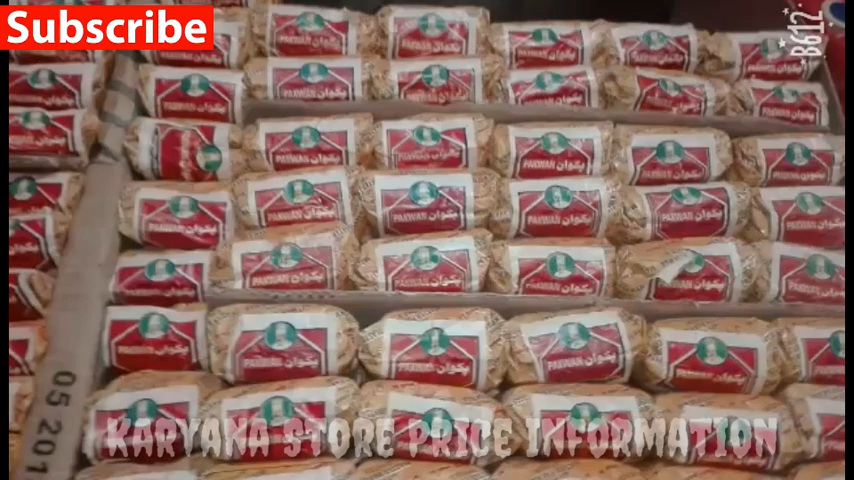 Subscribe
B612
PAKWAN پکوان
05 201
KARYANA STORE PRICE INFORMATION